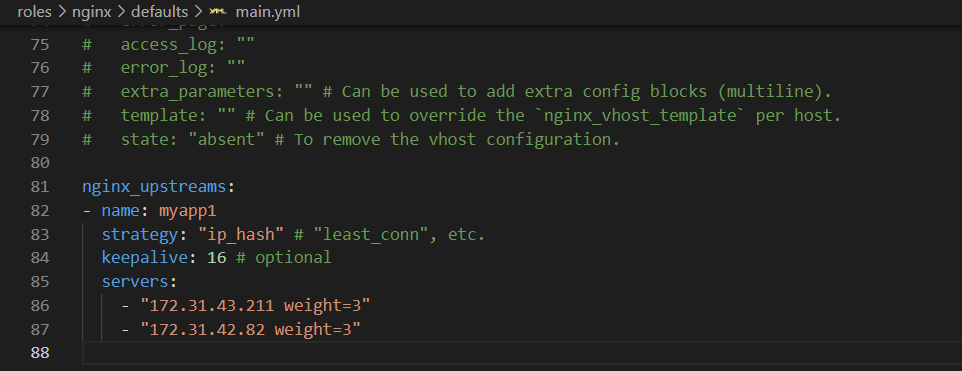 roles > nginx > defaults > main.yml
75 #   access_log: ""
76 #   error_log: ""
77 #   extra_parameters: "" # Can be used to add extra config blocks (multiline).
78 #   template: "" # Can be used to override the `nginx_vhost_template` per host.
79 #   state: "absent" # To remove the vhost configuration.
80
81 nginx_upstreams:
82 - name: myapp1
83   strategy: "ip_hash" # "least_conn", etc.
84   keepalive: 16 # optional
85   servers:
86     - "172.31.43.211 weight=3"
87     - "172.31.42.82 weight=3"
88